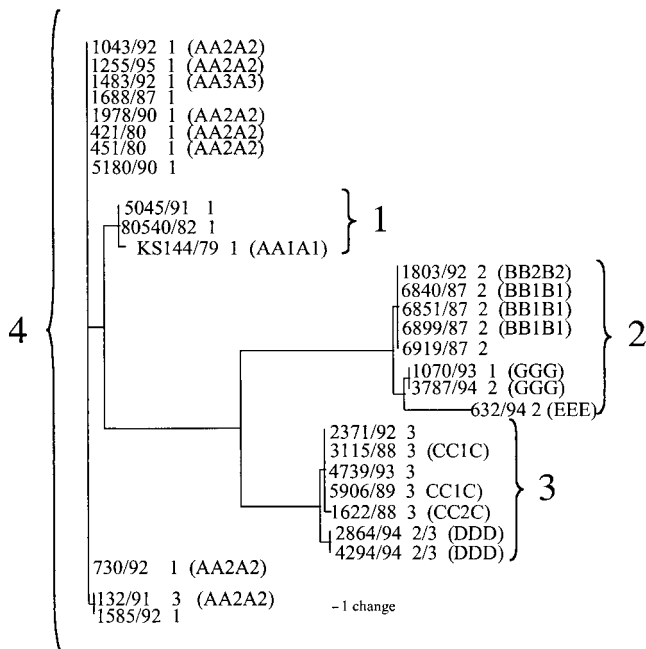 1043/92 1 (AA2A2)
1255/95 1 (AA2A2)
1483/92 1 (AA3A3)
1688/87 1
1978/90 1 (AA2A2)
421/80 1 (AA2A2)
451/80 1 (AA2A2)
5180/90 1
5045/91 1
80540/82 1
KS144/79 1 (AA1A1)
1
4
1803/92 2 (BB2B2)
6840/87 2 (BB1B1)
6851/87 2 (BB1B1)
6899/87 2 (BB1B1)
6919/87 2
1070/93 1 (GGG)
3787/94 2 (GGG)
632/94 2 (EEE)
2
2371/92 3
3115/88 3 (CC1C)
4739/93 3
5906/89 3 CC1C)
1622/88 3 (CC2C)
2864/94 2/3 (DDD)
4294/94 2/3 (DDD)
3
730/92 1 (AA2A2)
132/91 3 (AA2A2)
1585/92 1
1 change